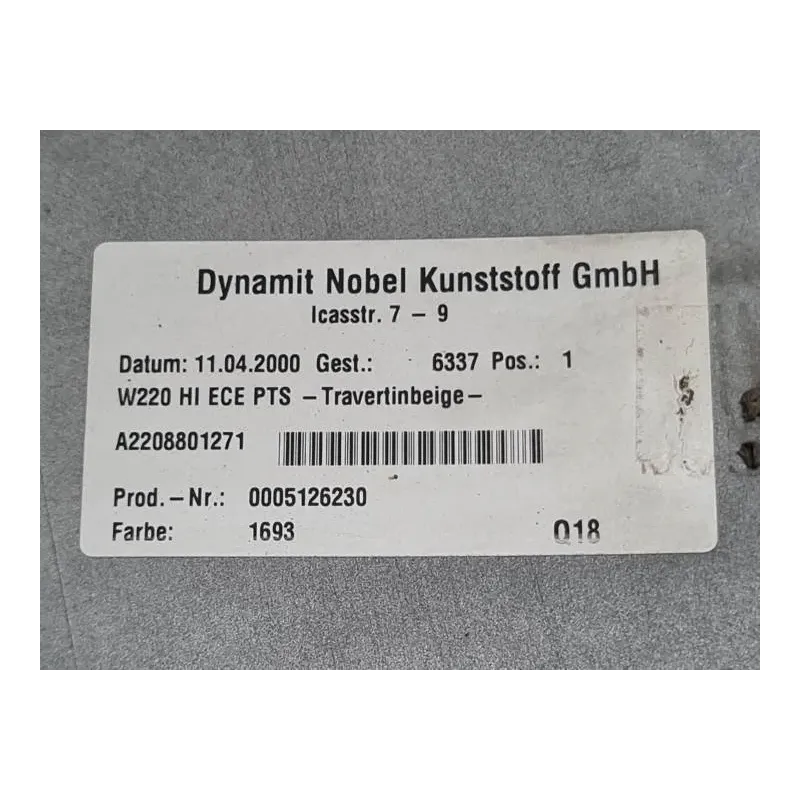 Dynamit Nobel Kunststoff GmbH
Icasstr. 7 – 9
Datum: 11.04.2000 Gest.: 6337 Pos.: 1
W220 HI ECE PTS –Travertinbeige–
A2208801271
Prod.–Nr.: 0005126230
Farbe: 1693 Q18